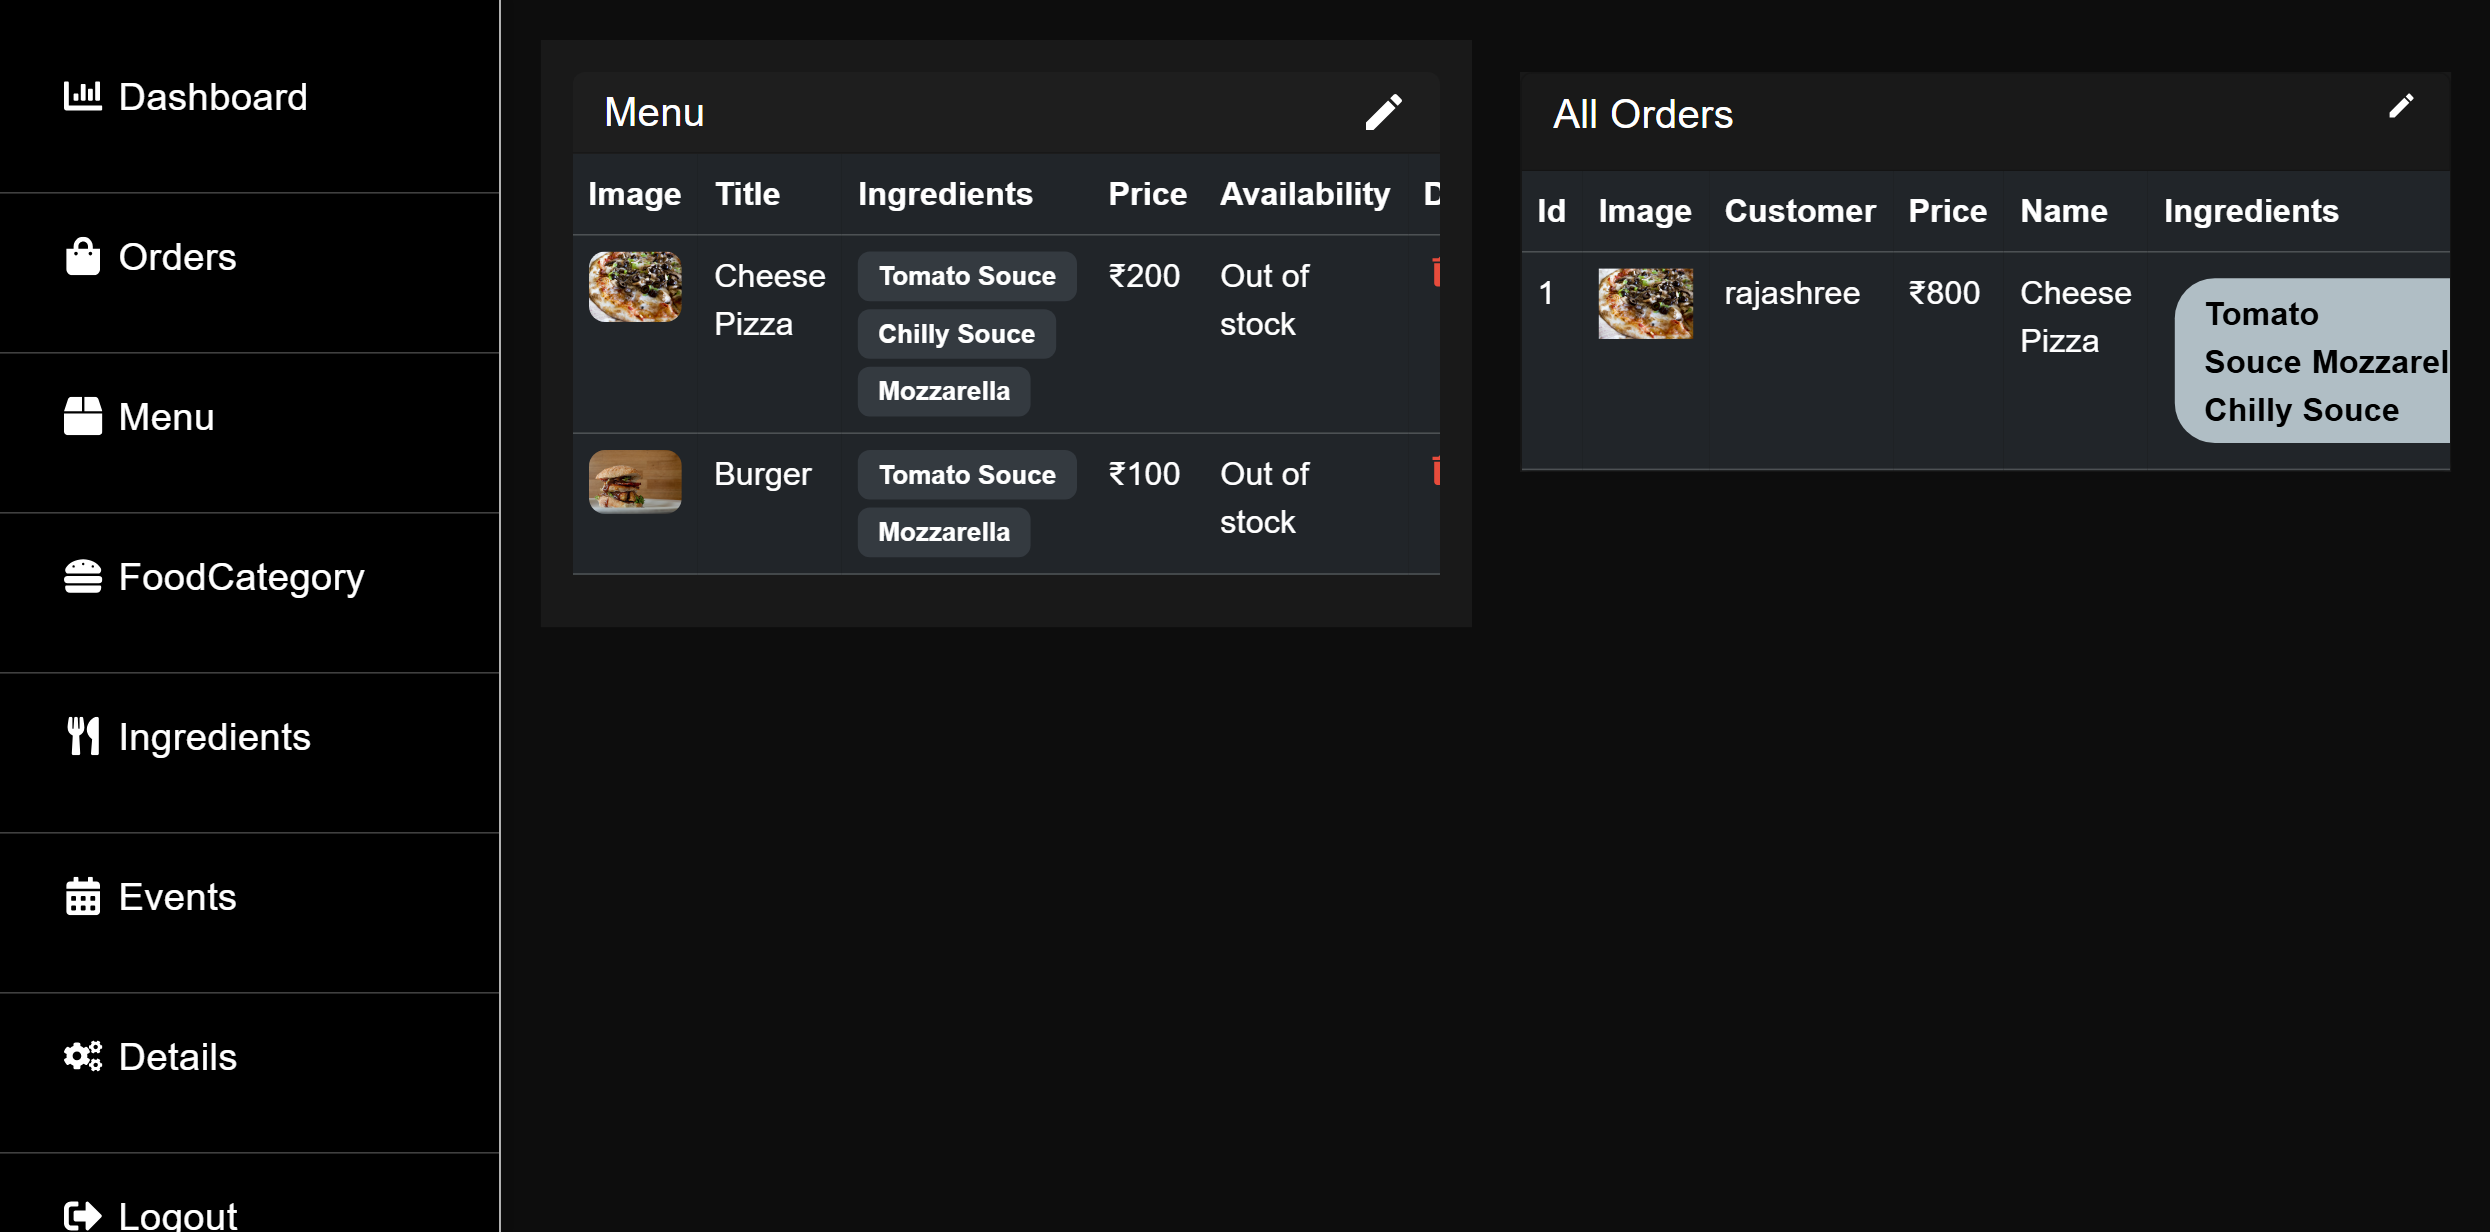 Dashboard
Orders
Menu
FoodCategory
Ingredients
Events
Details
Logout
Menu
Image Title Ingredients Price Availability D
Cheese Pizza
Tomato Souce
Chilly Souce
Mozzarella
₹200
Out of stock
Burger
Tomato Souce
Mozzarella
₹100
Out of stock
All Orders
Id Image Customer Price Name Ingredients
1
rajashree
₹800
Cheese
Pizza
Tomato
Souce Mozzarel
Chilly Souce